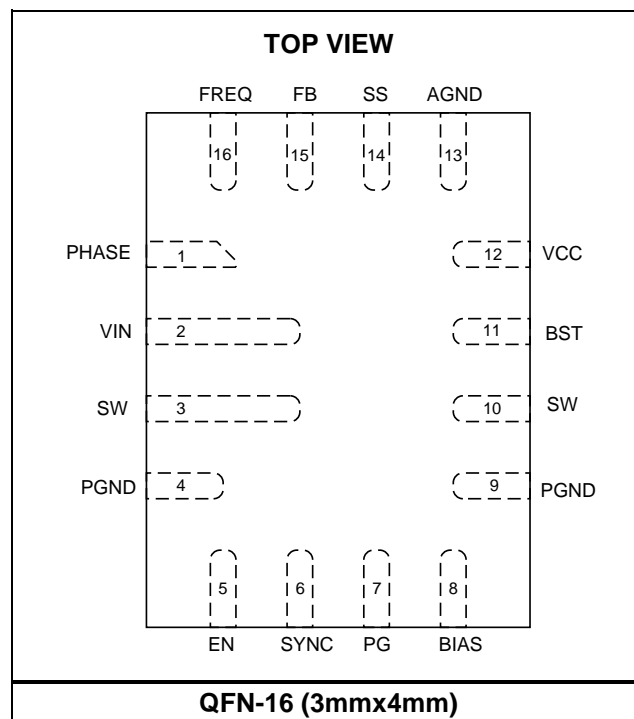 TOP VIEW
FREQ FB SS AGND
16 15 14 13
PHASE 1 12 VCC
VIN 2 11 BST
SW 3 10 SW
PGND 4 9 PGND
5 6 7 8
EN SYNC PG BIAS
QFN-16 (3mmx4mm)